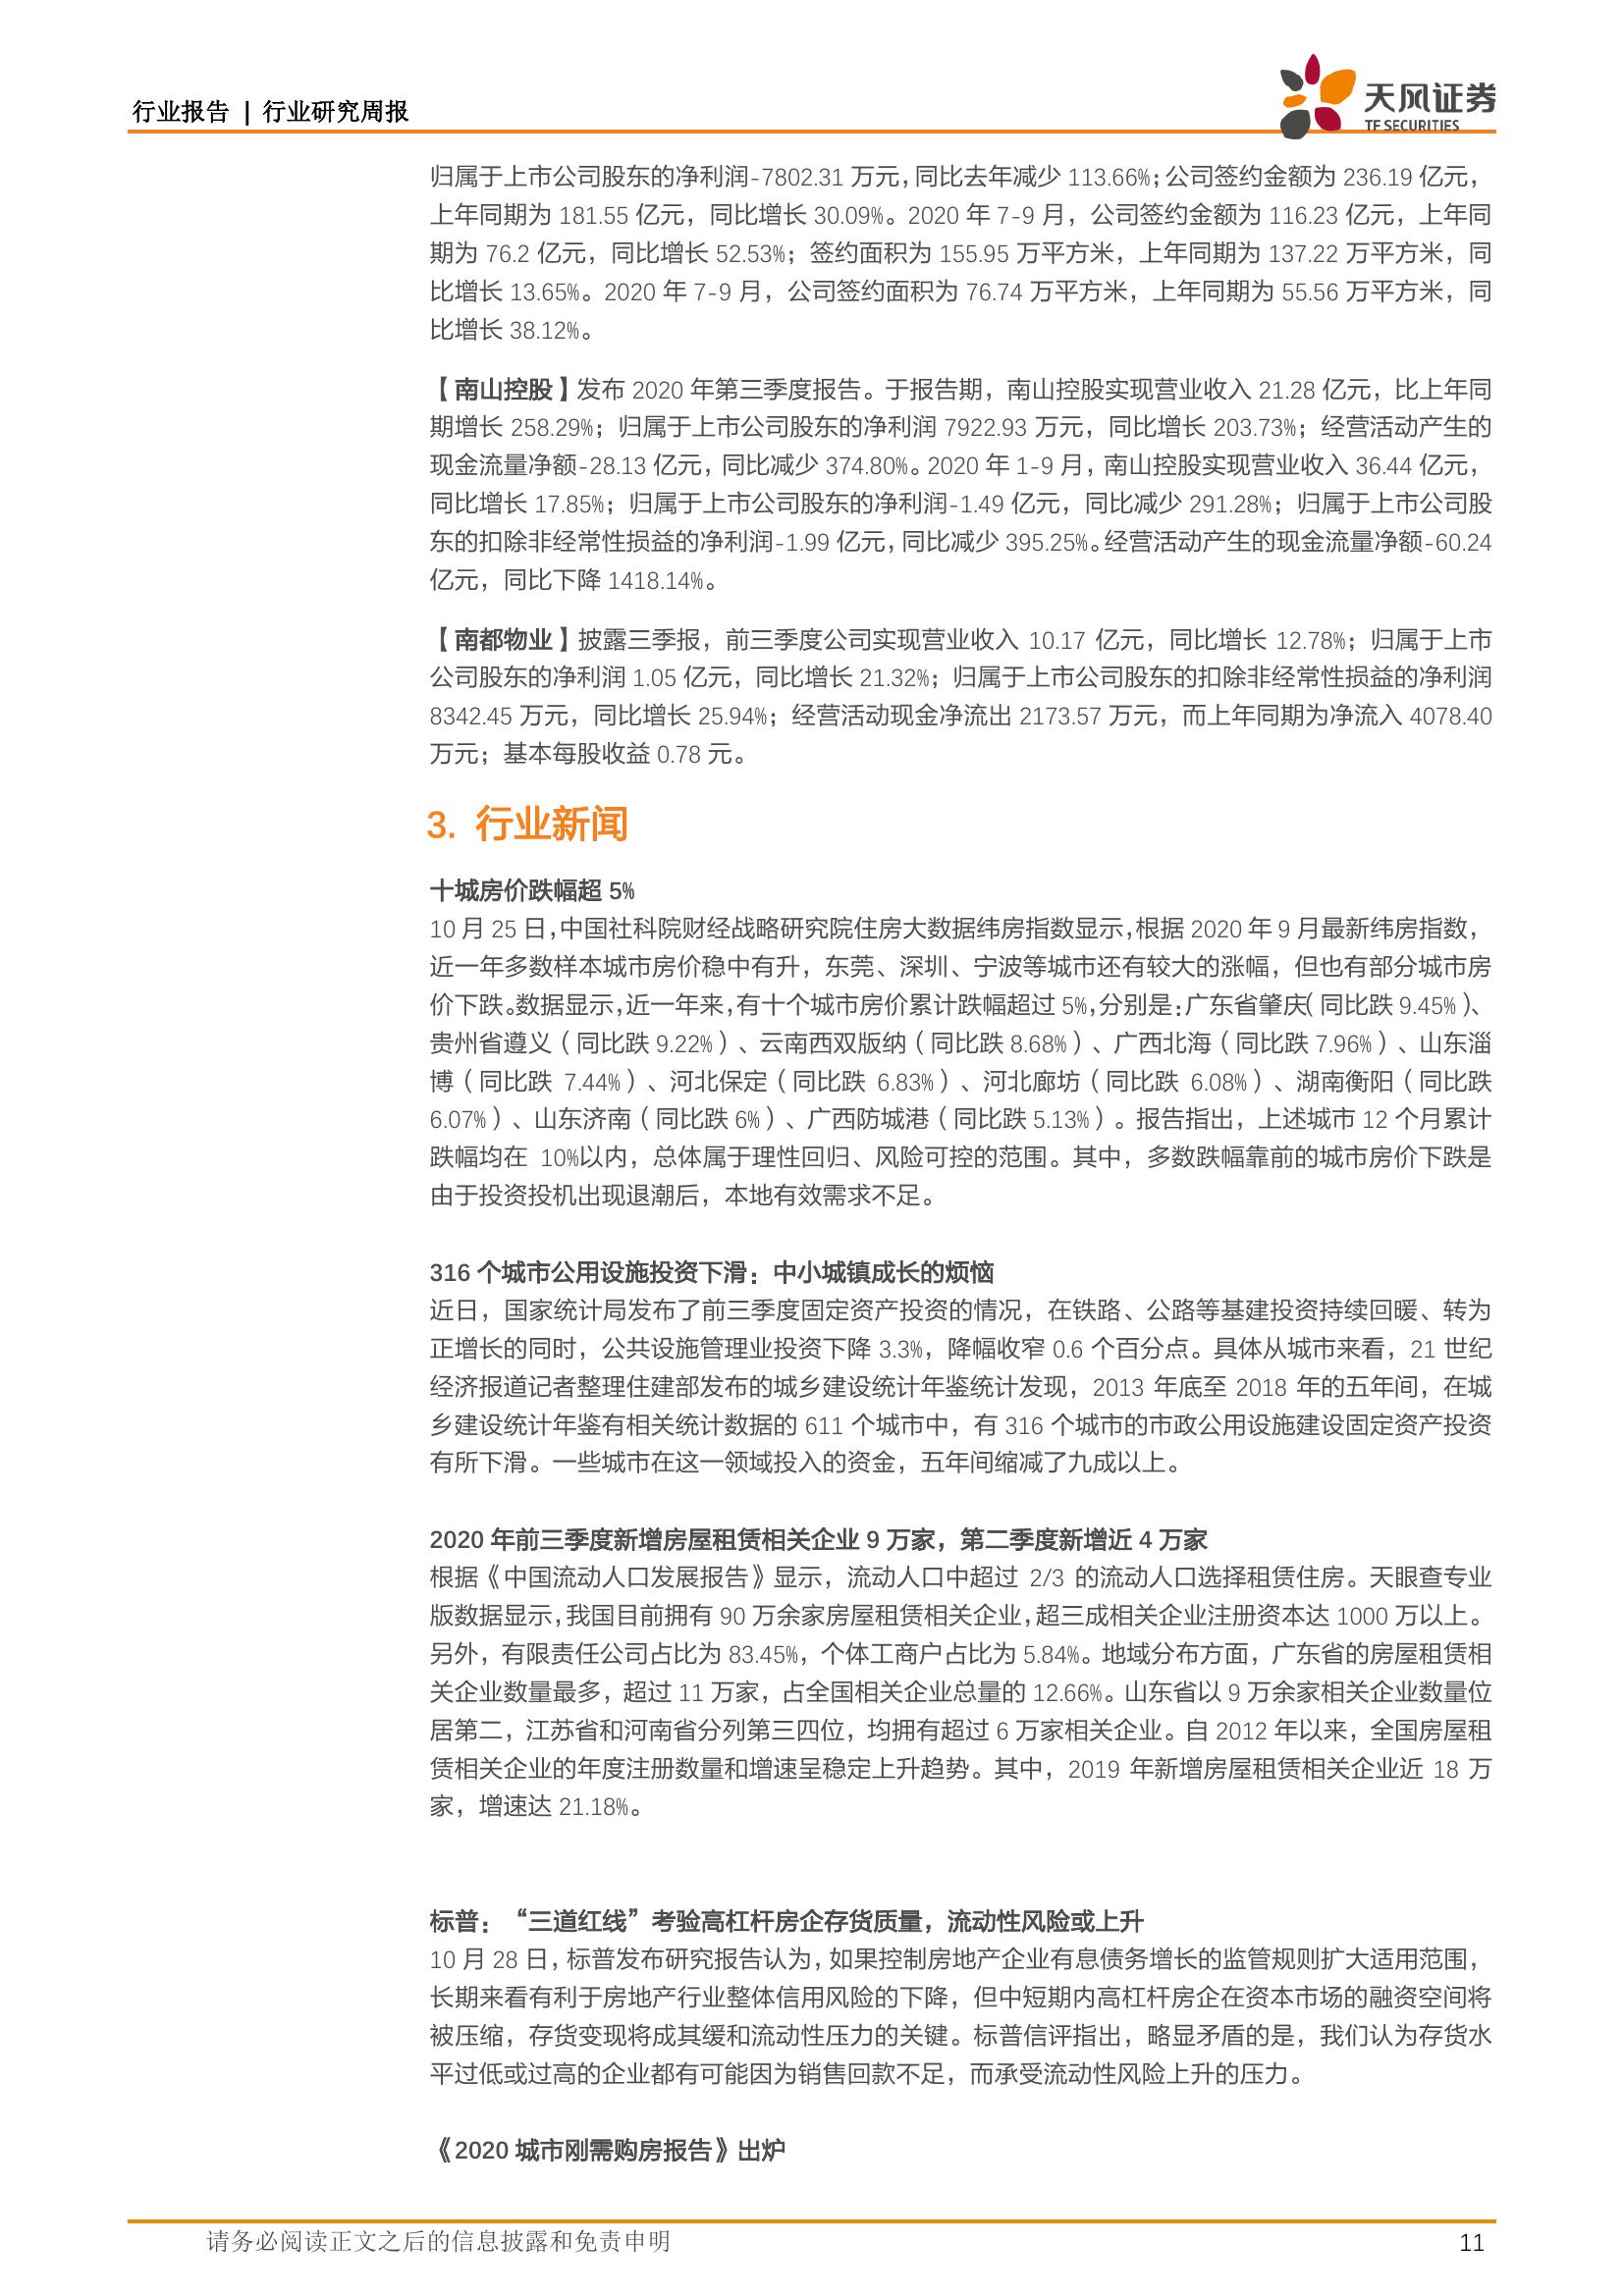 行业报告 | 行业研究周报
天风证券
TF SECURITIES
归属于上市公司股东的净利润-7802.31 万元，同比去年减少 113.66%；公司签约金额为 236.19 亿元，
上年同期为 181.55 亿元，同比增长 30.09%。2020 年 7-9 月，公司签约金额为 116.23 亿元，上年同
期为 76.2 亿元，同比增长 52.53%；签约面积为 155.95 万平方米，上年同期为 137.22 万平方米，同
比增长 13.65%。2020 年 7-9 月，公司签约面积为 76.74 万平方米，上年同期为 55.56 万平方米，同
比增长 38.12%。
【南山控股】发布 2020 年第三季度报告。于报告期，南山控股实现营业收入 21.28 亿元，比上年同
期增长 258.29%；归属于上市公司股东的净利润 7922.93 万元，同比增长 203.73%；经营活动产生的
现金流量净额-28.13 亿元，同比减少 374.80%。2020 年 1-9 月，南山控股实现营业收入 36.44 亿元，
同比增长 17.85%；归属于上市公司股东的净利润-1.49 亿元，同比减少 291.28%；归属于上市公司股
东的扣除非经常性损益的净利润-1.99 亿元，同比减少 395.25%。经营活动产生的现金流量净额-60.24
亿元，同比下降 1418.14%。
【南都物业】披露三季报，前三季度公司实现营业收入 10.17 亿元，同比增长 12.78%；归属于上市
公司股东的净利润 1.05 亿元，同比增长 21.32%；归属于上市公司股东的扣除非经常性损益的净利润
8342.45 万元，同比增长 25.94%；经营活动现金净流出 2173.57 万元，而上年同期为净流入 4078.40
万元；基本每股收益 0.78 元。
3. 行业新闻
十城房价跌幅超 5%
10 月 25 日，中国社科院财经战略研究院住房大数据纬房指数显示，根据 2020 年 9 月最新纬房指数，
近一年多数样本城市房价稳中有升，东莞、深圳、宁波等城市还有较大的涨幅，但也有部分城市房
价下跌。数据显示，近一年来，有十个城市房价累计跌幅超过 5%，分别是：广东省肇庆（同比跌 9.45%）、
贵州省遵义（同比跌 9.22%）、云南西双版纳（同比跌 8.68%）、广西北海（同比跌 7.96%）、山东淄
博（同比跌 7.44%）、河北保定（同比跌 6.83%）、河北廊坊（同比跌 6.08%）、湖南衡阳（同比跌
6.07%）、山东济南（同比跌 6%）、广西防城港（同比跌 5.13%）。报告指出，上述城市 12 个月累计
跌幅均在 10%以内，总体属于理性回归、风险可控的范围。其中，多数跌幅靠前的城市房价下跌是
由于投资投机出现退潮后，本地有效需求不足。
316 个城市公用设施投资下滑：中小城镇成长的烦恼
近日，国家统计局发布了前三季度固定资产投资的情况，在铁路、公路等基建投资持续回暖、转为
正增长的同时，公共设施管理业投资下降 3.3%，降幅收窄 0.6 个百分点。具体从城市来看，21 世纪
经济报道记者整理住建部发布的城乡建设统计年鉴统计发现，2013 年底至 2018 年的五年间，在城
乡建设统计年鉴有相关统计数据的 611 个城市中，有 316 个城市的市政公用设施建设固定资产投资
有所下滑。一些城市在这一领域投入的资金，五年间缩减了九成以上。
2020 年前三季度新增房屋租赁相关企业 9 万家，第二季度新增近 4 万家
根据《中国流动人口发展报告》显示，流动人口中超过 2/3 的流动人口选择租赁住房。天眼查专业
版数据显示，我国目前拥有 90 万余家房屋租赁相关企业，超三成相关企业注册资本达 1000 万以上。
另外，有限责任公司占比为 83.45%，个体工商户占比为 5.84%。地域分布方面，广东省的房屋租赁相
关企业数量最多，超过 11 万家，占全国相关企业总量的 12.66%。山东省以 9 万余家相关企业数量位
居第二，江苏省和河南省分列第三四位，均拥有超过 6 万家相关企业。自 2012 年以来，全国房屋租
赁相关企业的年度注册数量和增速呈稳定上升趋势。其中，2019 年新增房屋租赁相关企业近 18 万
家，增速达 21.18%。
标普：“三道红线”考验高杠杆房企存货质量，流动性风险或上升
10 月 28 日，标普发布研究报告认为，如果控制房地产企业有息债务增长的监管规则扩大适用范围，
长期来看有利于房地产行业整体信用风险的下降，但中短期内高杠杆房企在资本市场的融资空间将
被压缩，存货变现将成其缓和流动性压力的关键。标普信评指出，略显矛盾的是，我们认为存货水
平过低或过高的企业都有可能因为销售回款不足，而承受流动性风险上升的压力。
《2020 城市刚需购房报告》出炉
请务必阅读正文之后的信息披露和免责申明
11